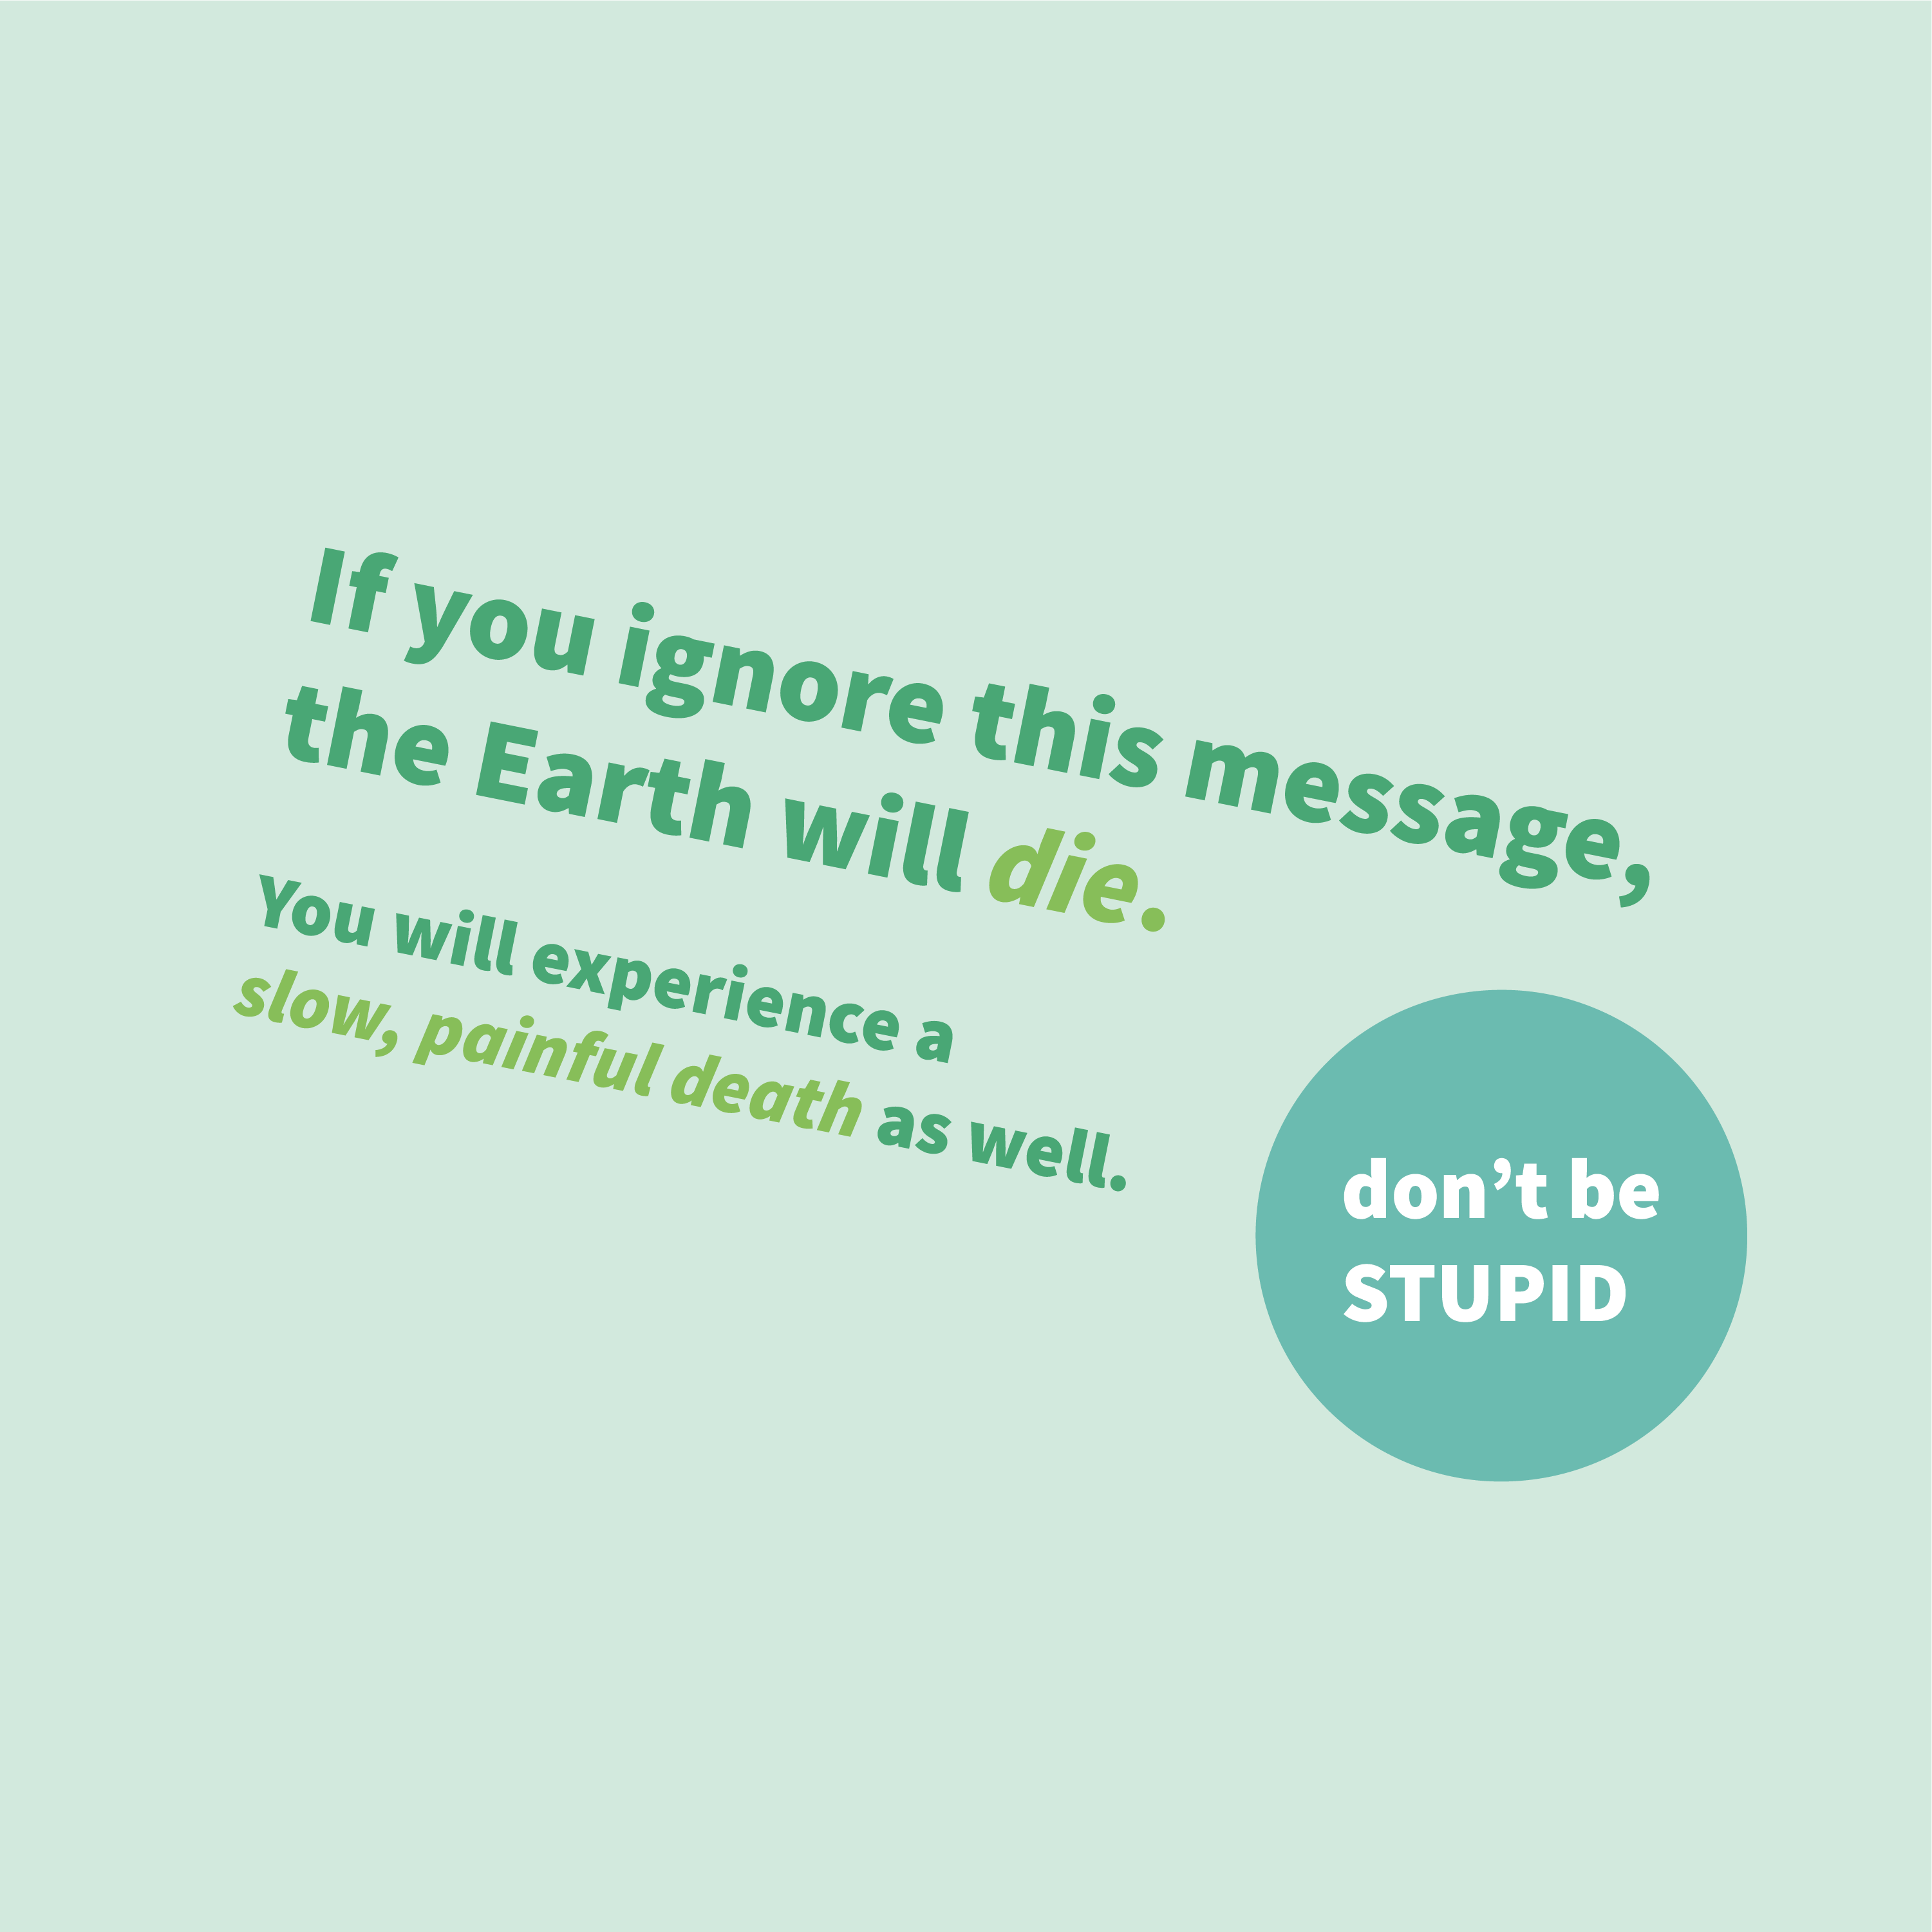 If you ignore this message,
the Earth will die.
You will experience a
slow, painful death as well.
don’t be
STUPID